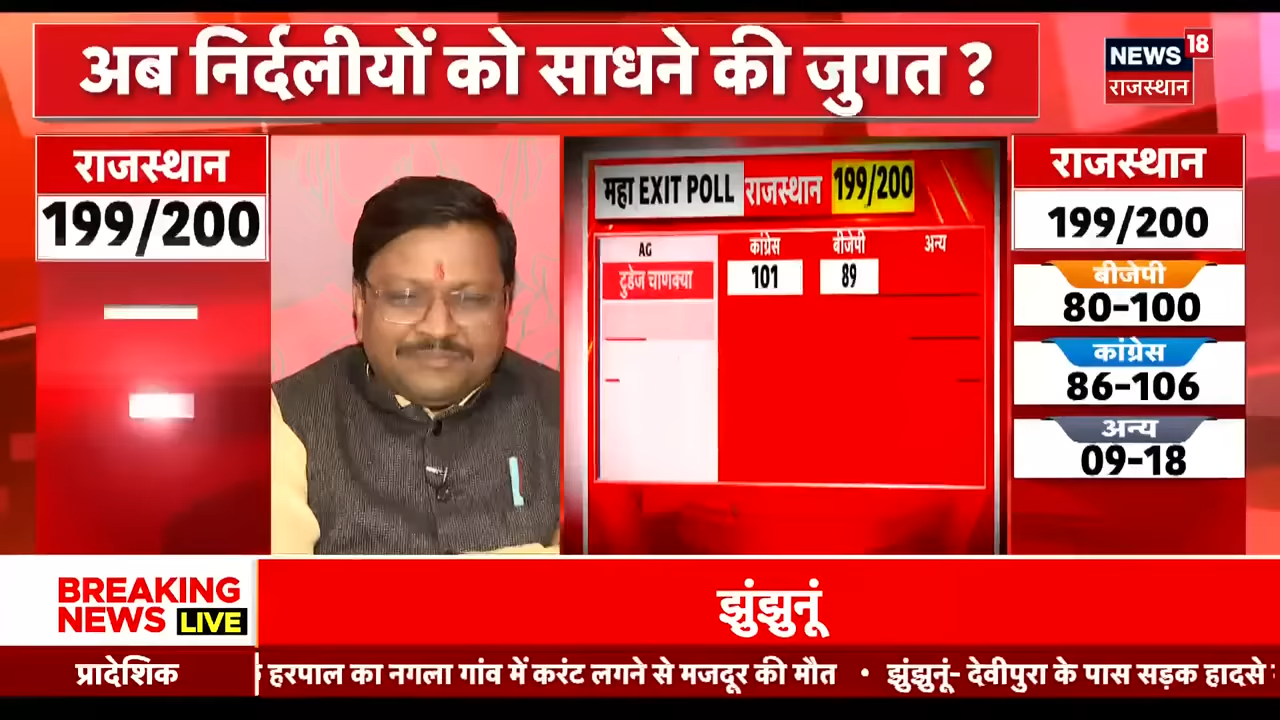 अब निर्दलीयों को साधने की जुगत ?
NEWS 18
राजस्थान
राजस्थान
199/200
महा EXIT POLL राजस्थान 199/200
AG कांग्रेस बीजेपी अन्य
टुडेज चाणक्या 101 89
राजस्थान
199/200
बीजेपी
80-100
कांग्रेस
86-106
अन्य
09-18
BREAKING
NEWS LIVE
झुंझुनूं
प्रादेशिक
हरपाल का नगला गांव में करंट लगने से मजदूर की मौत • झुंझुनूं- देवीपुरा के पास सड़क हादसे